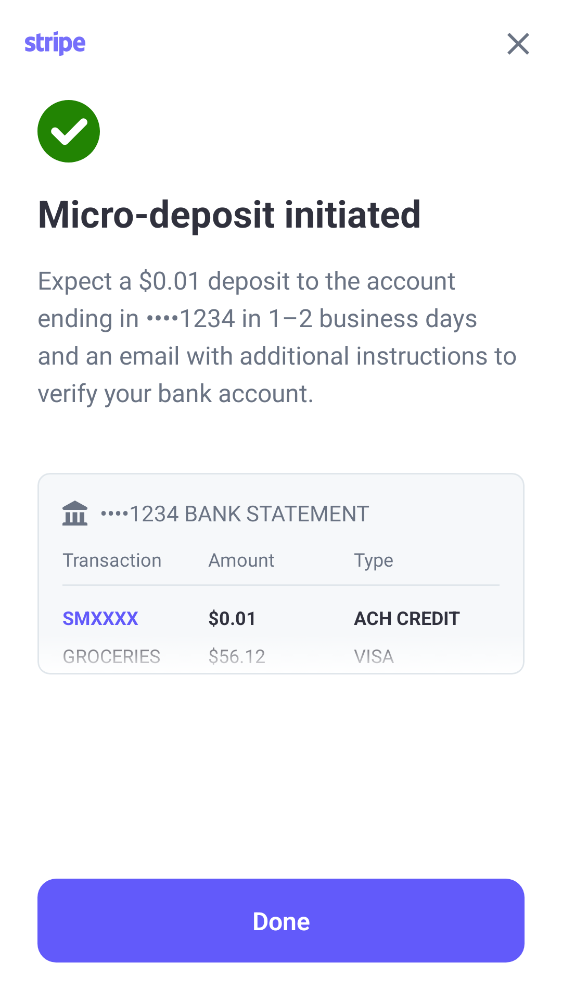 stripe
Micro-deposit initiated
Expect a $0.01 deposit to the account
ending in ••••1234 in 1–2 business days
and an email with additional instructions to
verify your bank account.
••••1234 BANK STATEMENT
Transaction Amount Type
SMXXXX $0.01 ACH CREDIT
GROCERIES $56.12 VISA
Done